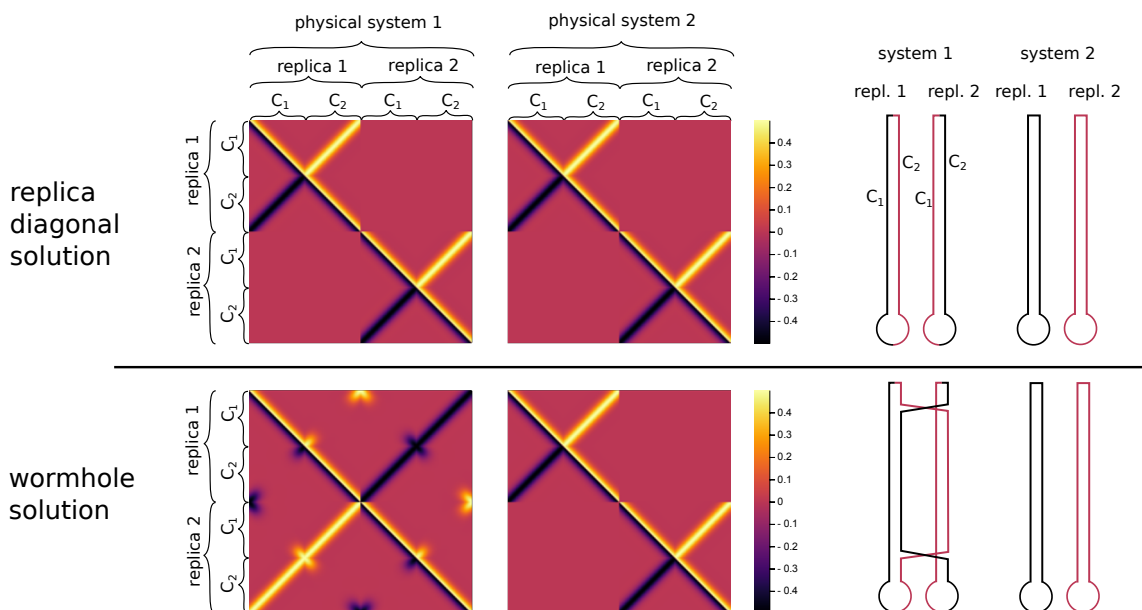 physical system 1
physical system 2
replica 1
replica 2
replica 1
replica 2
C1
C2
C1
C2
C1
C2
C1
C2
system 1
system 2
repl. 1
repl. 2
repl. 1
repl. 2
replica diagonal solution
replica 1
replica 2
C1
C2
C1
C2
0.4
0.3
0.2
0.1
0
- 0.1
- 0.2
- 0.3
- 0.4
C1
C2
C1
C2
wormhole solution
replica 1
replica 2
C1
C2
C1
C2
0.4
0.3
0.2
0.1
0
- 0.1
- 0.2
- 0.3
- 0.4